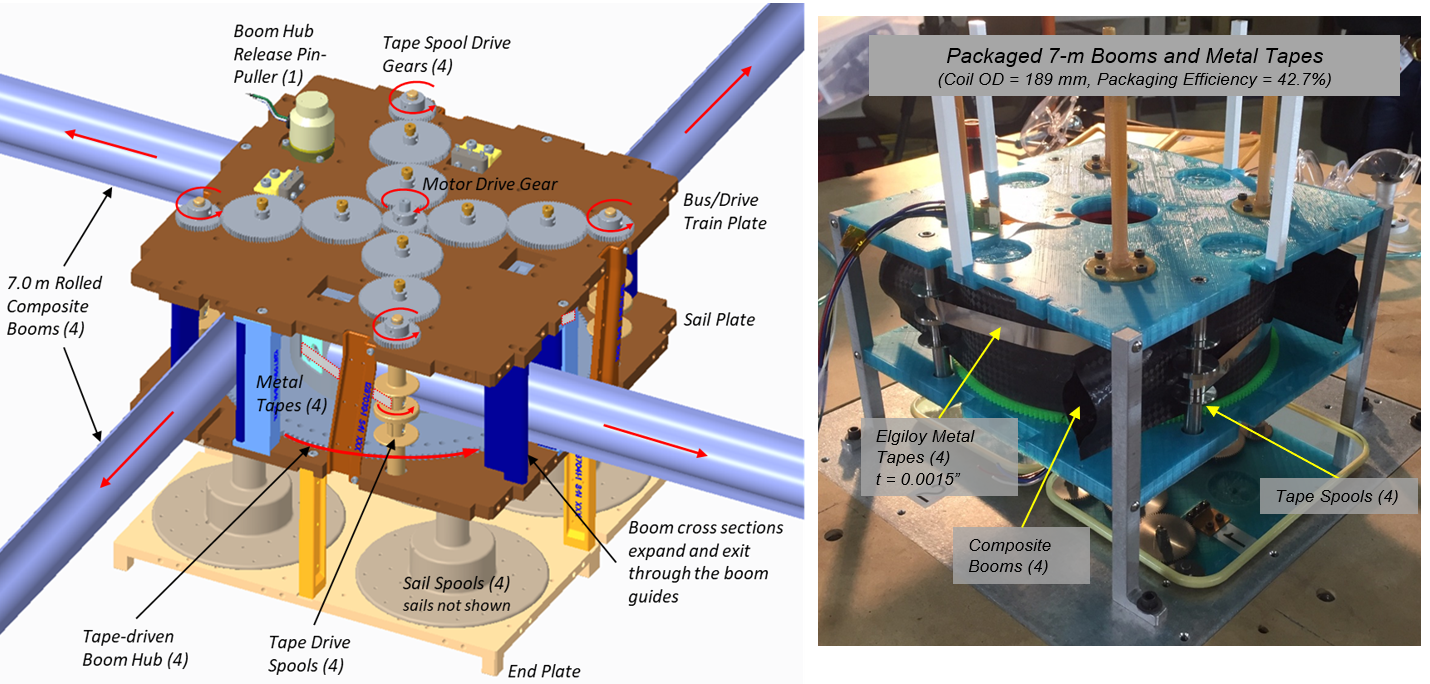 Boom Hub
Release Pin-
Puller (1)
Tape Spool Drive
Gears (4)
Motor Drive Gear
Bus/Drive
Train Plate
7.0 m Rolled
Composite
Booms (4)
Sail Plate
Metal
Tapes (4)
Boom cross sections
expand and exit
through the boom
guides
Sail Spools (4)
sails not shown
Tape-driven
Boom Hub (4)
Tape Drive
Spools (4)
End Plate
Packaged 7-m Booms and Metal Tapes
(Coil OD = 189 mm, Packaging Efficiency = 42.7%)
Elgiloy Metal
Tapes (4)
t = 0.0015”
Tape Spools (4)
Composite
Booms (4)